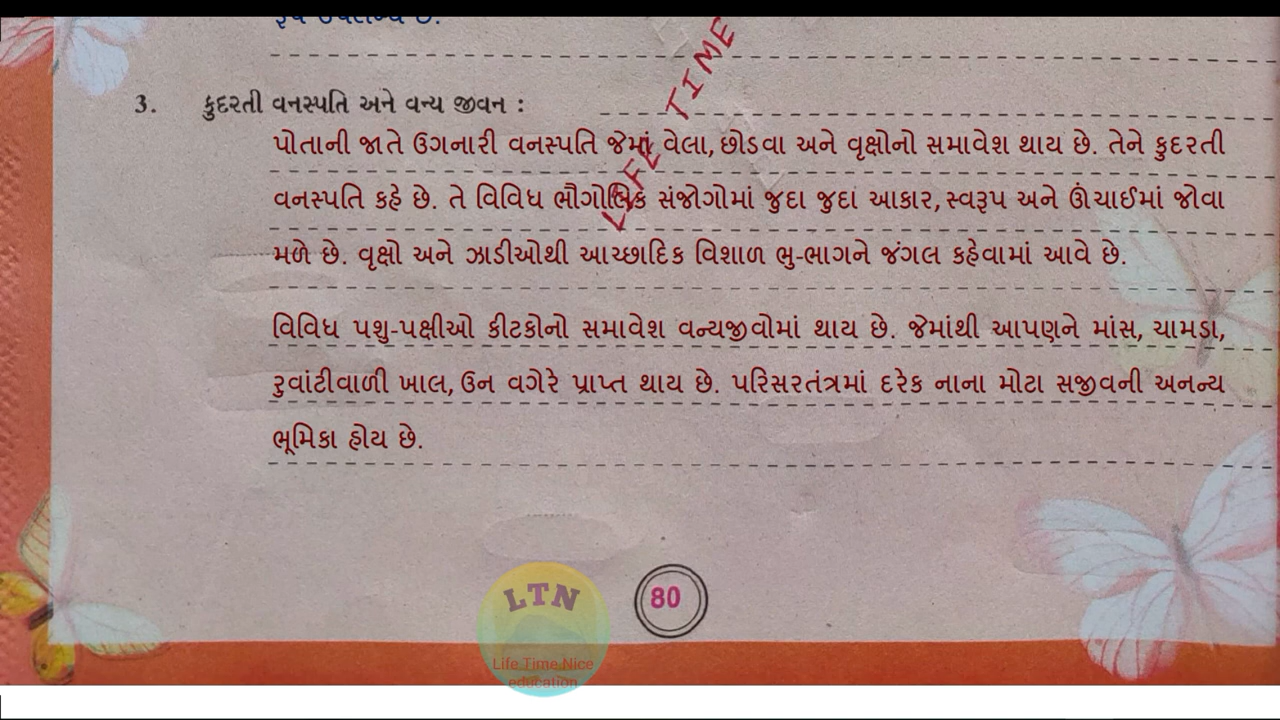 3. કુદરતી વનસ્પતિ અને વન્ય જીવન :
પોતાની જાતે ઉગનારી વનસ્પતિ જેમાં વેલા, છોડવા અને વૃક્ષોનો સમાવેશ થાય છે. તેને કુદરતી
વનસ્પતિ કહે છે. તે વિવિધ ભૌગોલિક સંજોગોમાં જુદા જુદા આકાર, સ્વરૂપ અને ઊંચાઈમાં જોવા
મળે છે. વૃક્ષો અને ઝાડીઓથી આચ્છાદિક વિશાળ ભુ-ભાગને જંગલ કહેવામાં આવે છે.
વિવિધ પશુ-પક્ષીઓ કીટકોનો સમાવેશ વન્યજીવોમાં થાય છે. જેમાંથી આપણને માંસ, ચામડા,
રુવાંટીવાળી ખાલ, ઉન વગેરે પ્રાપ્ત થાય છે. પરિસરતંત્રમાં દરેક નાના મોટા સજીવની અનન્ય
ભૂમિકા હોય છે.
LIFE TIME
LTN
80
Life Time Nice
education